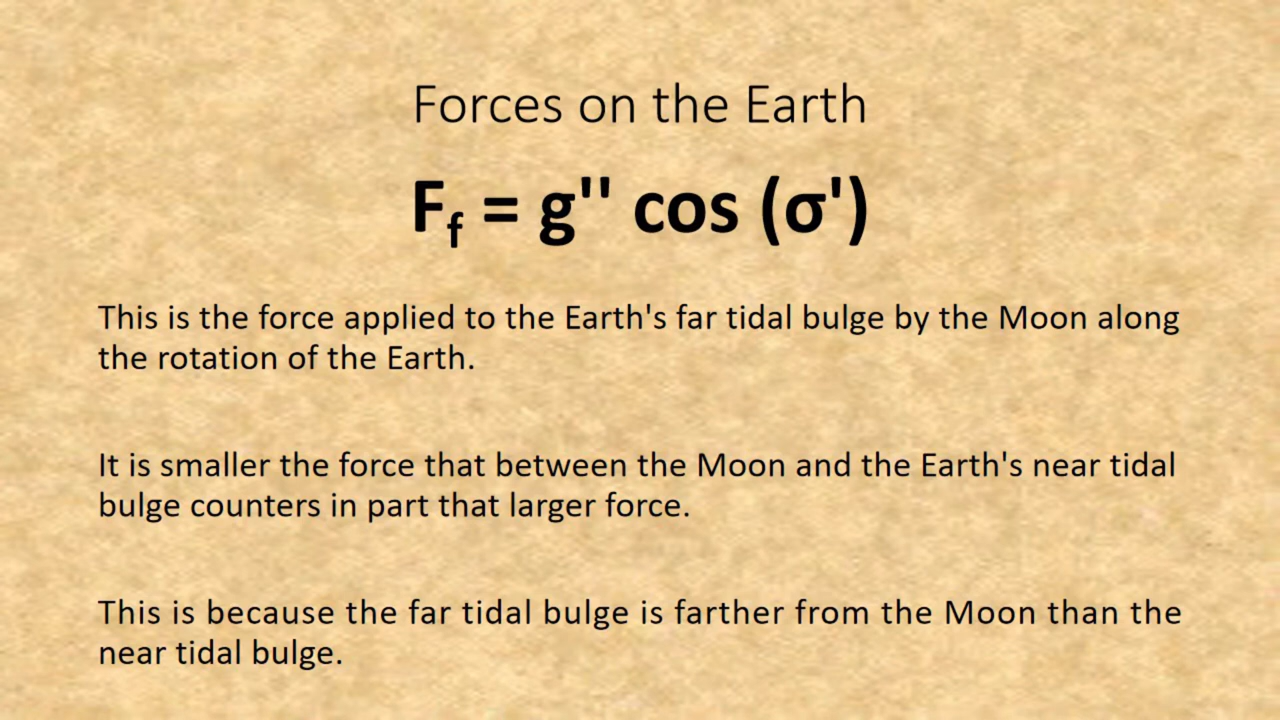 Forces on the Earth
F_f = g'' cos (σ')
This is the force applied to the Earth's far tidal bulge by the Moon along
the rotation of the Earth.
It is smaller the force that between the Moon and the Earth's near tidal
bulge counters in part that larger force.
This is because the far tidal bulge is farther from the Moon than the
near tidal bulge.